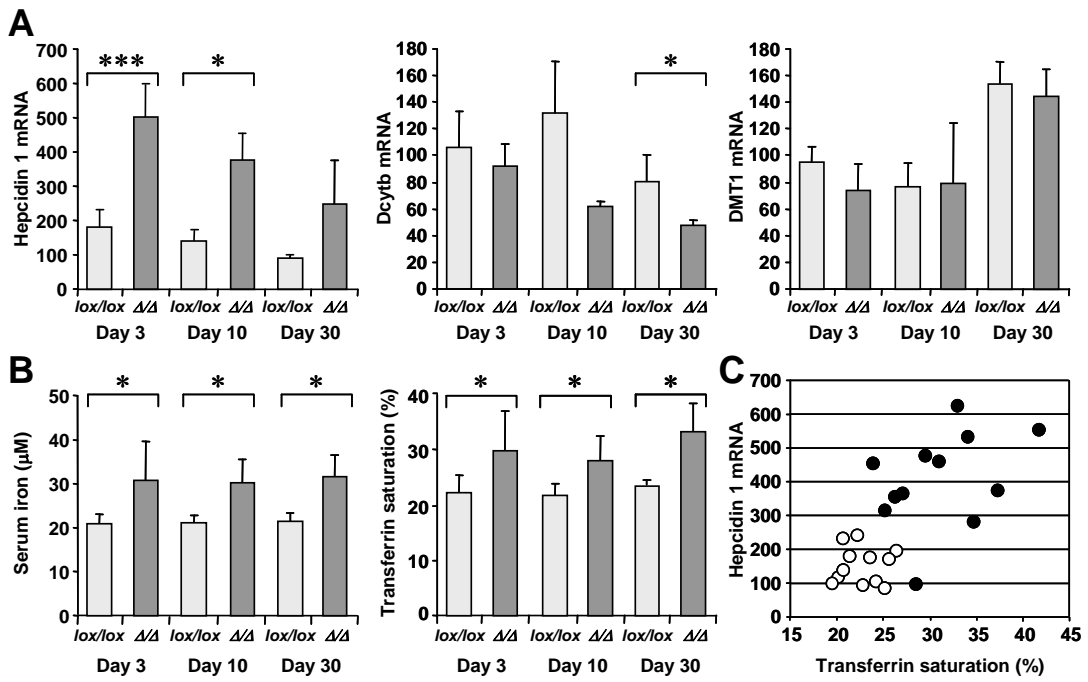 A
Hepcidin 1 mRNA
700
600
500
400
300
200
100
0
***
*
lox/lox Δ/Δ lox/lox Δ/Δ lox/lox Δ/Δ
Day 3 Day 10 Day 30
Dcytb mRNA
180
160
140
120
100
80
60
40
20
0
*
lox/lox Δ/Δ lox/lox Δ/Δ lox/lox Δ/Δ
Day 3 Day 10 Day 30
DMT1 mRNA
180
160
140
120
100
80
60
40
20
0
lox/lox Δ/Δ lox/lox Δ/Δ lox/lox Δ/Δ
Day 3 Day 10 Day 30
B
Serum iron (µM)
50
40
30
20
10
0
* * *
lox/lox Δ/Δ lox/lox Δ/Δ lox/lox Δ/Δ
Day 3 Day 10 Day 30
Transferrin saturation (%)
40
30
20
10
0
* * *
lox/lox Δ/Δ lox/lox Δ/Δ lox/lox Δ/Δ
Day 3 Day 10 Day 30
C
Hepcidin 1 mRNA
700
600
500
400
300
200
100
0
15 20 25 30 35 40 45
Transferrin saturation (%)